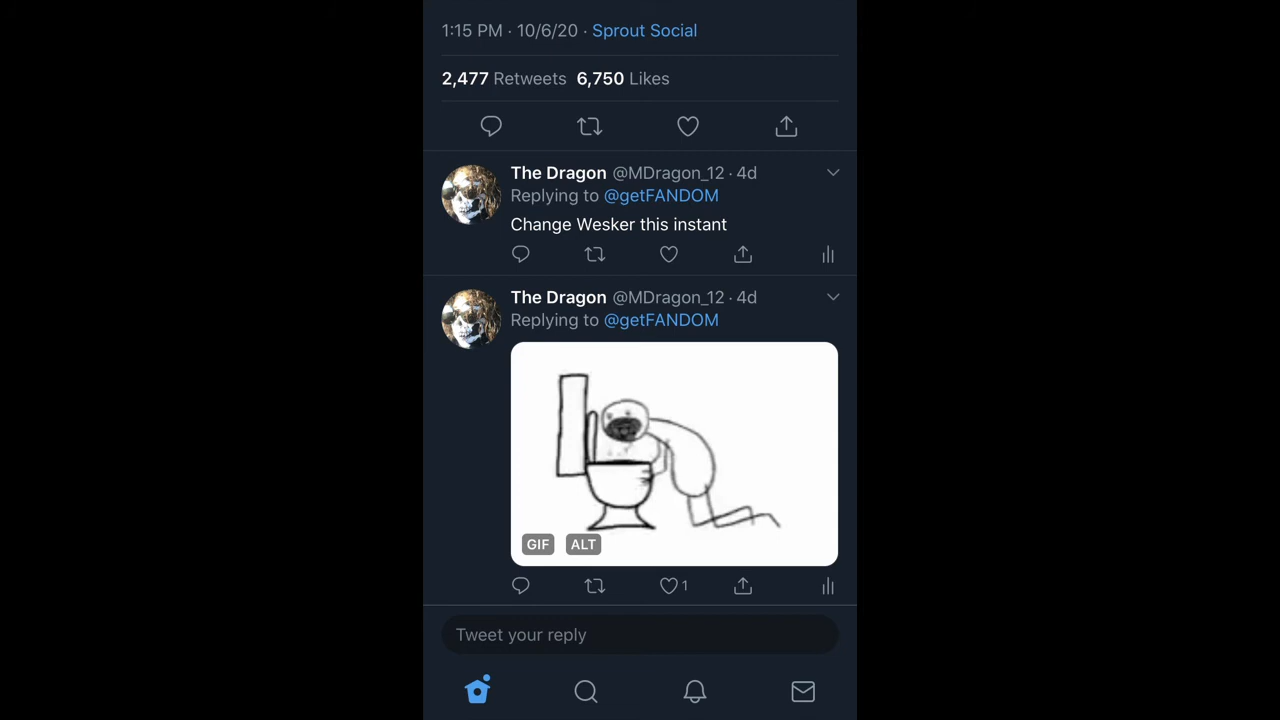 1:15 PM · 10/6/20 · Sprout Social
2,477 Retweets 6,750 Likes
The Dragon @MDragon_12 · 4d
Replying to @getFANDOM
Change Wesker this instant
The Dragon @MDragon_12 · 4d
Replying to @getFANDOM
GIF ALT
1
Tweet your reply